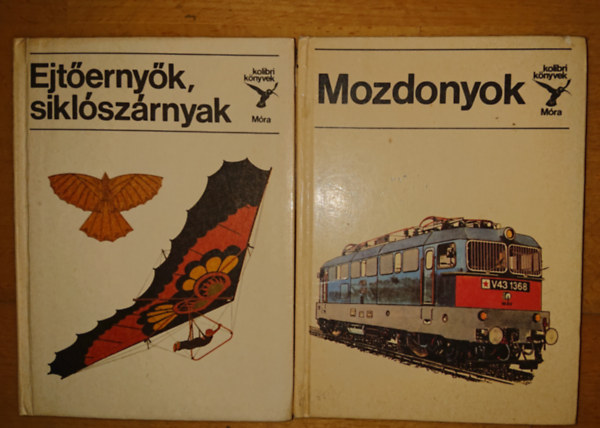 Ejtőernyők,
siklószárnyak
kolibri
könyvek
Móra
Mozdonyok
kolibri
könyvek
Móra
V43 1368